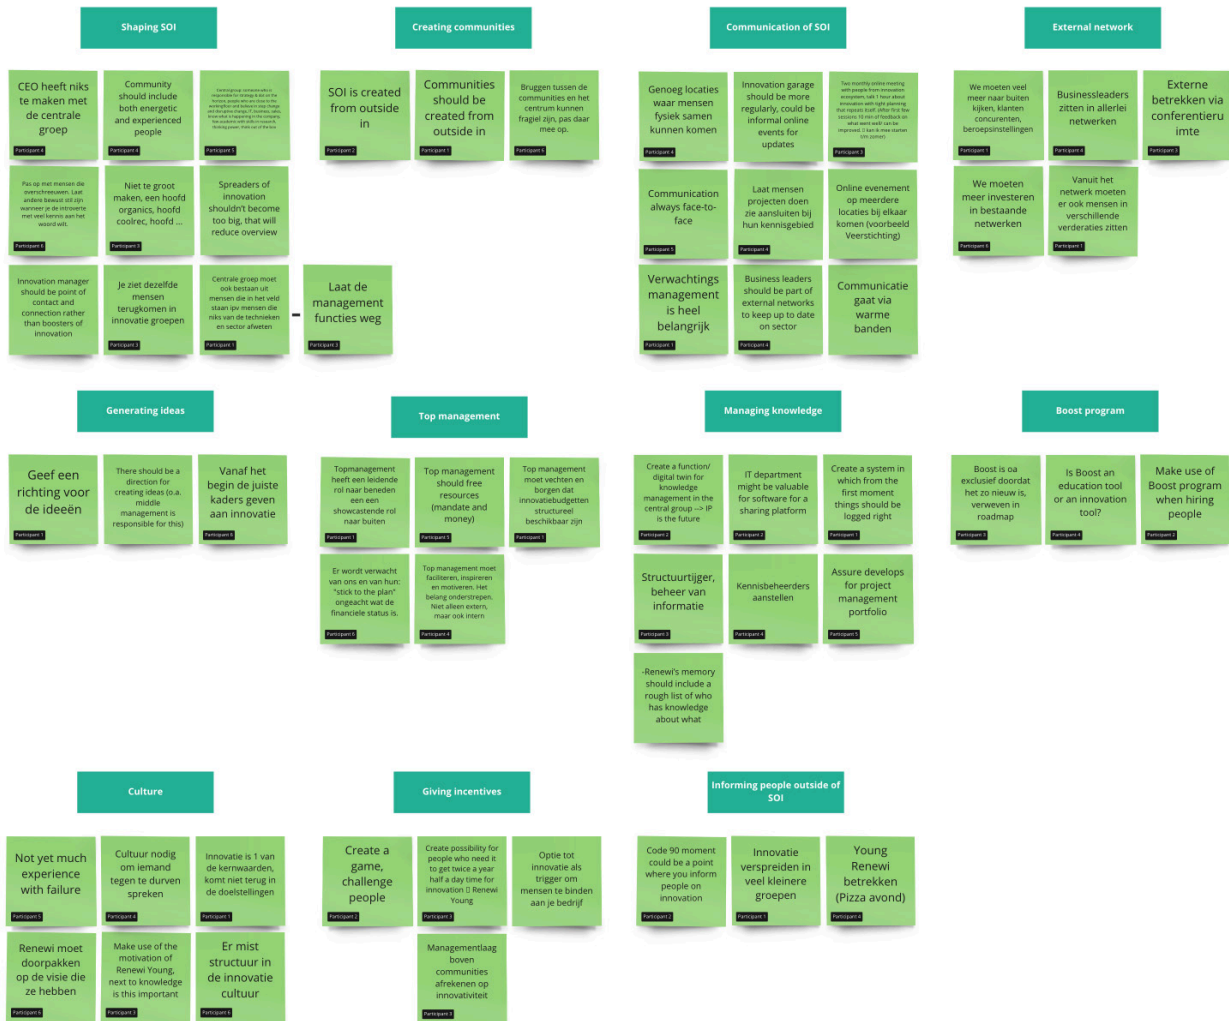 Shaping SOI
CEO heeft niks
te maken met
de centrale
groep
Participant 4
Community
should include
both energetic
and experienced
people
Participant 4
Participant 5
Pas op met mensen die
overschreeuwen. Laat
andere bewust stil zijn
wanneer je de introverte
met veel kennis aan het
woord wilt.
Participant 6
Niet te groot
maken, een hoofd
organics, hoofd
coolrec, hoofd ...
Participant 3
Spreaders of
innovation
shouldn't become
too big, that will
reduce overview
Innovation manager
should be point of
contact and
connection rather
than boosters of
innovation
Je ziet dezelfde
mensen
terugkomen in
innovatie groepen
Participant 3
Centrale groep moet
ook bestaan uit
mensen die in het veld
staan ipv mensen die
niks van de technieken
en sector afweten
Participant 1
Laat de
management
functies weg
Participant 3
Creating communities
SOI is created
from outside
in
Participant 2
Communities
should be
created from
outside in
Participant 1
Bruggen tussen de
communities en het
centrum kunnen
fragiel zijn, pas daar
mee op.
Participant 6
Communication of SOI
Genoeg locaties
waar mensen
fysiek samen
kunnen komen
Participant 4
Innovation garage
should be more
regularly, could be
informal online
events for
updates
Two monthly online meeting
with people from innovation
ecosystem, talk 1 hour about
innovation with tight planning
that repeats itself. (After first few
sessions 10 min of feedback on
what went well/ can be
improved.
Participant 3
Communication
always face-to-
face
Participant 5
Laat mensen
projecten doen
zie aansluiten bij
hun kennisgebied
Participant 4
Online evenement
op meerdere
locaties bij elkaar
komen (voorbeeld
Veerstichting)
Verwachtings
management
is heel
belangrijk
Participant 1
Business leaders
should be part of
external networks
to keep up to date
on sector
Participant 4
Communicatie
gaat via
warme
banden
External network
We moeten veel
meer naar buiten
kijken, klanten
concurenten,
beroepsinstellingen
Participant 1
Businessleaders
zitten in allerlei
netwerken
Participant 4
Externe
betrekken via
conferentieru
imte
Participant 3
We moeten
meer investeren
in bestaande
netwerken
Participant 6
Vanuit het
netwerk moeten
er ook mensen in
verschillende
verderaties zitten
Participant 1
Generating ideas
Geef een
richting voor
de ideeën
Participant 1
There should be a
direction for
creating ideas (o.a.
middle
management is
responsible for this)
Vanaf het
begin de juiste
kaders geven
aan innovatie
Participant 6
Top management
Topmanagement
heeft een leidende
rol naar beneden
een een
showcastende rol
naar buiten
Participant 1
Top management
should free
resources
(mandate and
money)
Participant 5
Top management
moet vechten en
borgen dat
innovatiebudgetten
structureel
beschikbaar zijn
Participant 1
Er wordt verwacht
van ons en van hun:
"stick to the plan"
ongeacht wat de
financiele status is.
Participant 6
Top management moet
faciliteren, inspireren
en motiveren. Het
belang onderstrepen.
Niet alleen extern,
maar ook intern
Participant 4
Managing knowledge
Create a function/
digital twin for
knowledge
management in the
central group --> IP
is the future
Participant 2
IT department
might be valuable
for software for a
sharing platform
Participant 2
Create a system in
which from the
first moment
things should be
logged right
Participant 1
Structuurtijger,
beheer van
informatie
Participant 3
Kennisbeheerders
aanstellen
Participant 4
Assure develops
for project
management
portfolio
Participant 5
-Renewi's memory
should include a
rough list of who
has knowledge
about what
Boost program
Boost is oa
exclusief doordat
het zo nieuw is,
verweven in
roadmap
Participant 3
Is Boost an
education tool
or an innovation
tool?
Participant 4
Make use of
Boost program
when hiring
people
Participant 2
Culture
Not yet much
experience
with failure
Participant 5
Cultuur nodig
om iemand
tegen te durven
spreken
Participant 4
Innovatie is 1 van
de kernwaarden,
komt niet terug in
de doelstellingen
Participant 1
Renewi moet
doorpakken
op de visie die
ze hebben
Participant 6
Make use of the
motivation of
Renewi Young,
next to knowledge
is this important
Participant 3
Er mist
structuur in
de innovatie
cultuur
Participant 6
Giving incentives
Create a
game,
challenge
people
Participant 2
Create possibility for
people who need it
to get twice a year
half a day time for
innovation ▯ Renewi
Young
Participant 3
Optie tot
innovatie als
trigger om
mensen te binden
aan je bedrijf
Managementlaag
boven
communities
afrekenen op
innovativiteit
Participant 3
Informing people outside of
SOI
Code 90 moment
could be a point
where you inform
people on
innovation
Participant 2
Innovatie
verspreiden in
veel kleinere
groepen
Participant 1
Young
Renewi
betrekken
(Pizza avond)
Participant 4